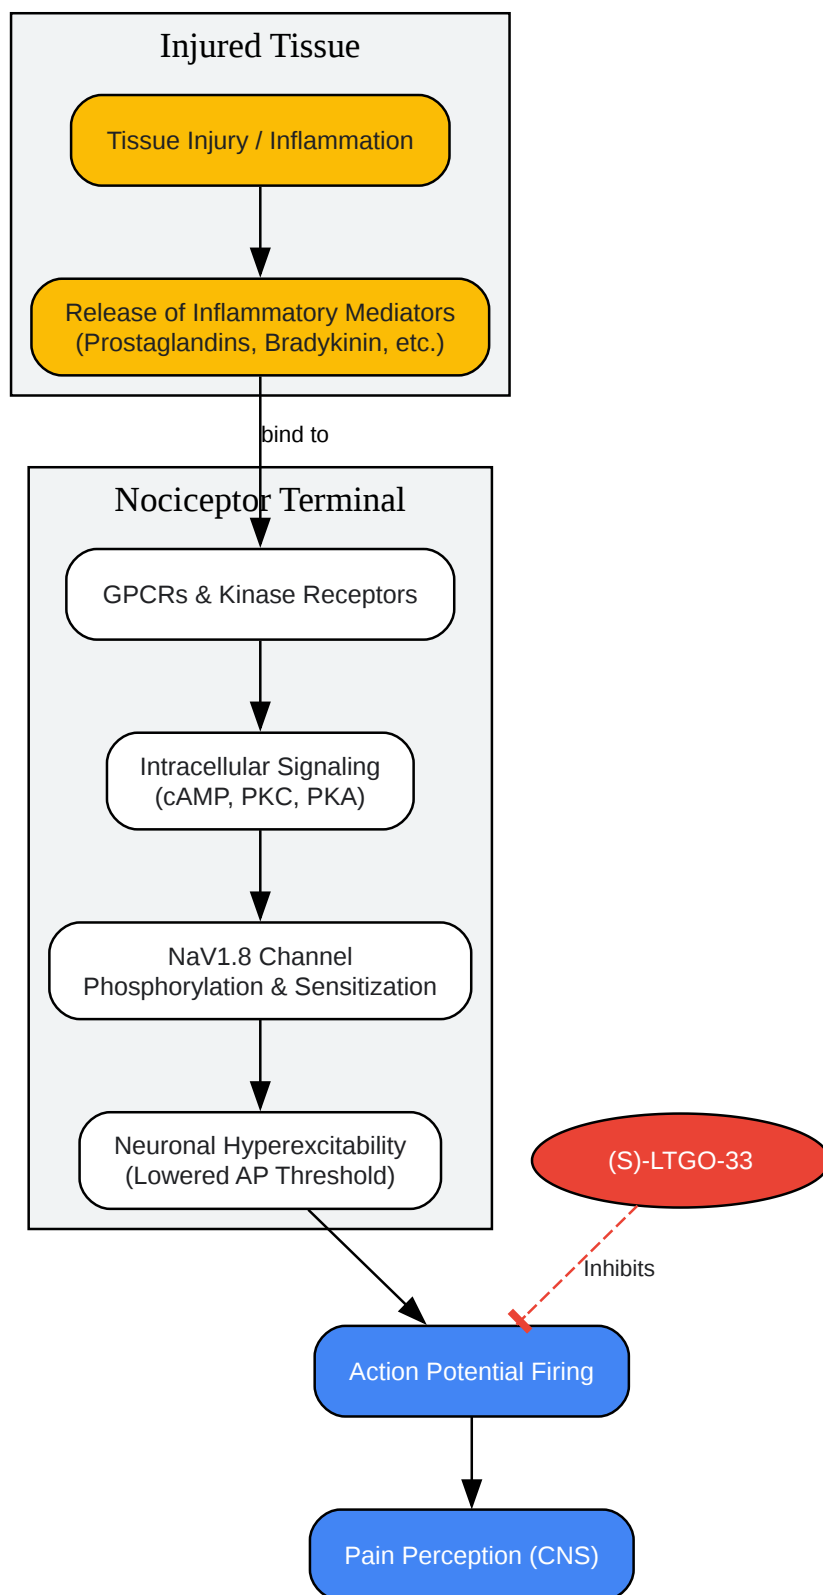 Injured Tissue
Tissue Injury / Inflammation
Release of Inflammatory Mediators
(Prostaglandins, Bradykinin, etc.)
bind to
Nociceptor Terminal
GPCRs & Kinase Receptors
Intracellular Signaling
(cAMP, PKC, PKA)
NaV1.8 Channel
Phosphorylation & Sensitization
Neuronal Hyperexcitability
(Lowered AP Threshold)
(S)-LTGO-33
Inhibits
Action Potential Firing
Pain Perception (CNS)